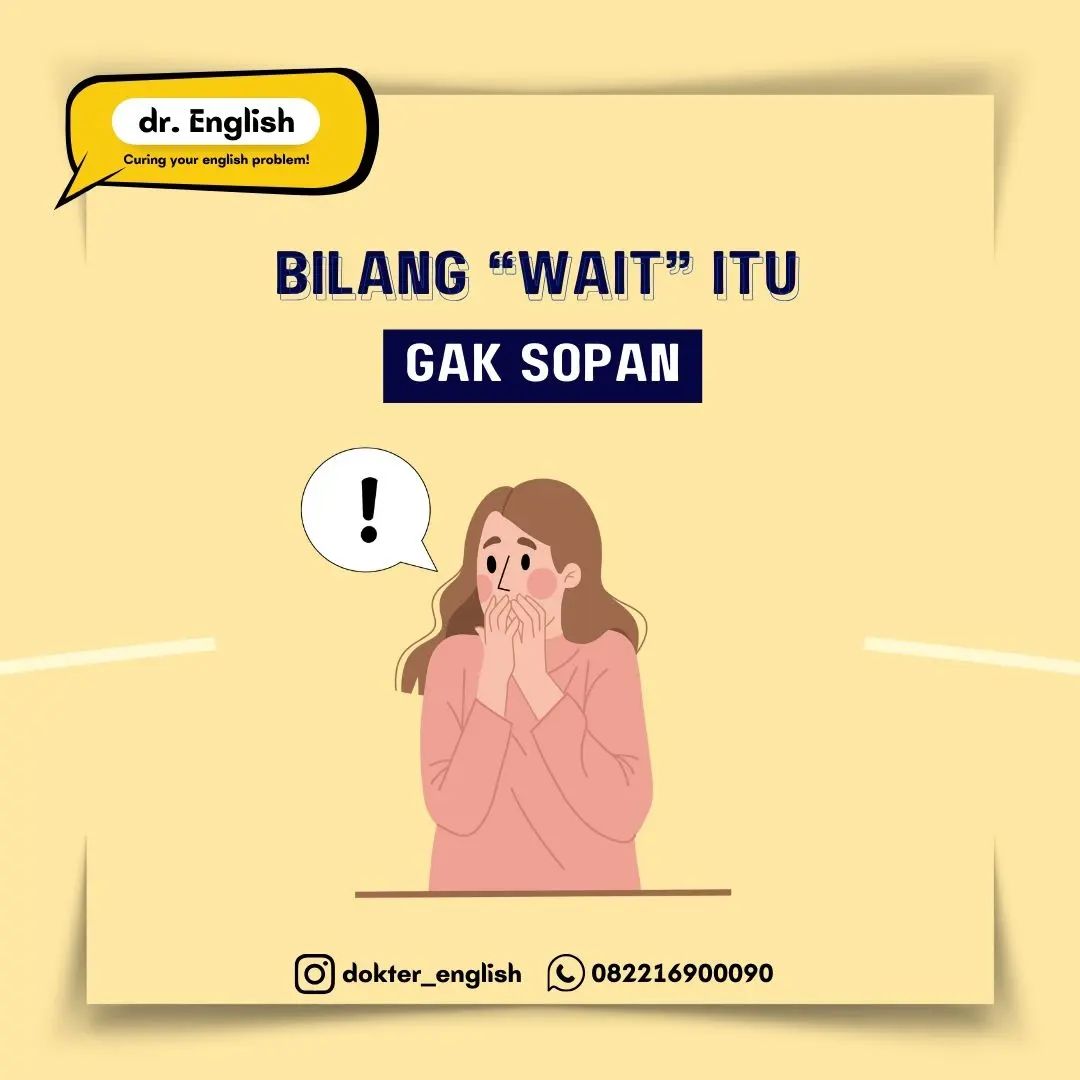 dr. English
Curing your english problem!
BILANG “WAIT” ITU
GAK SOPAN
!
dokter_english 082216900090